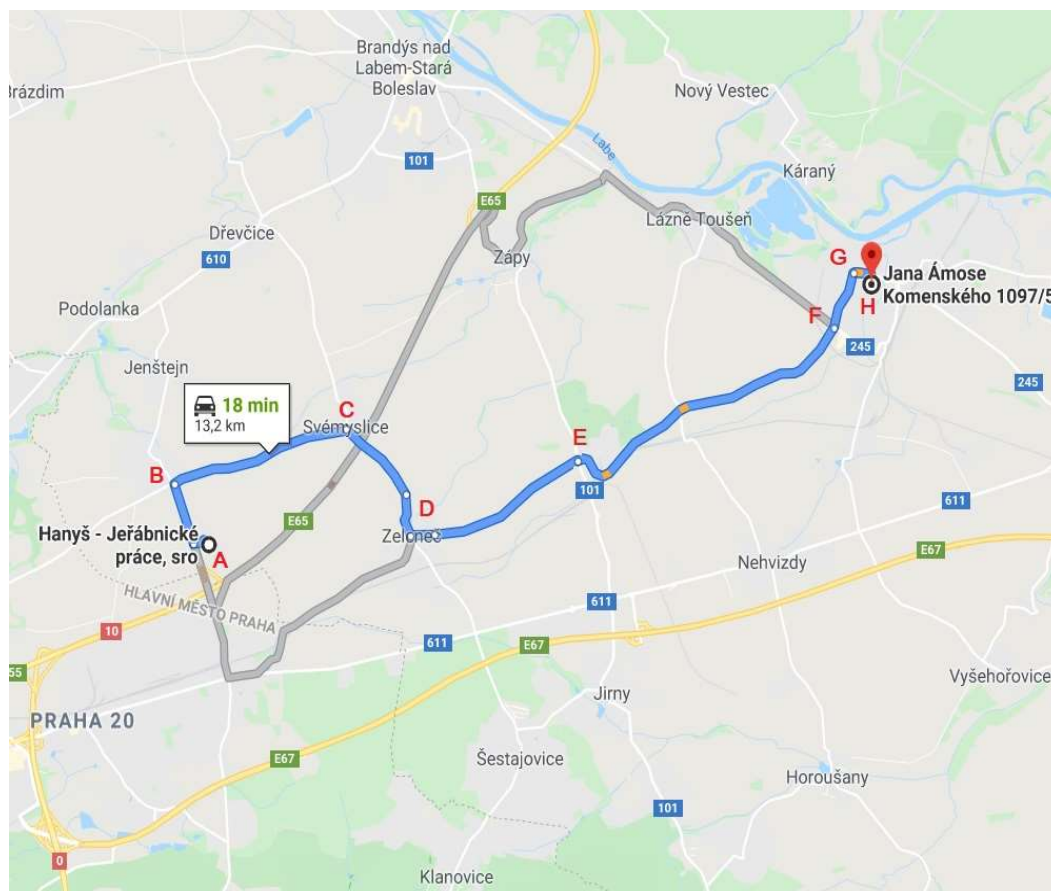 Brandýs nad
Labem-Stará
Boleslav
Brázdim
Nový Vestec
101
Labe
Káraný
E65
Lázně Toušeň
Dřevčice
610
Zápy
G
Jana Ámose
Komenského 1097/5
H
Podolanka
F
245
Jenštejn
245
18 min
13,2 km
C
Svémyslice
B
E
101
E65
D
611
Zeleneč
Hanyš - Jeřábnické
práce, sro
A
E67
Nehvizdy
HLAVNÍ MĚSTO PRAHA
611
10
611
55
E67
Vyšehořovice
Jirny
PRAHA 20
E67
Šestajovice
Horoušany
101
0
Klanovice